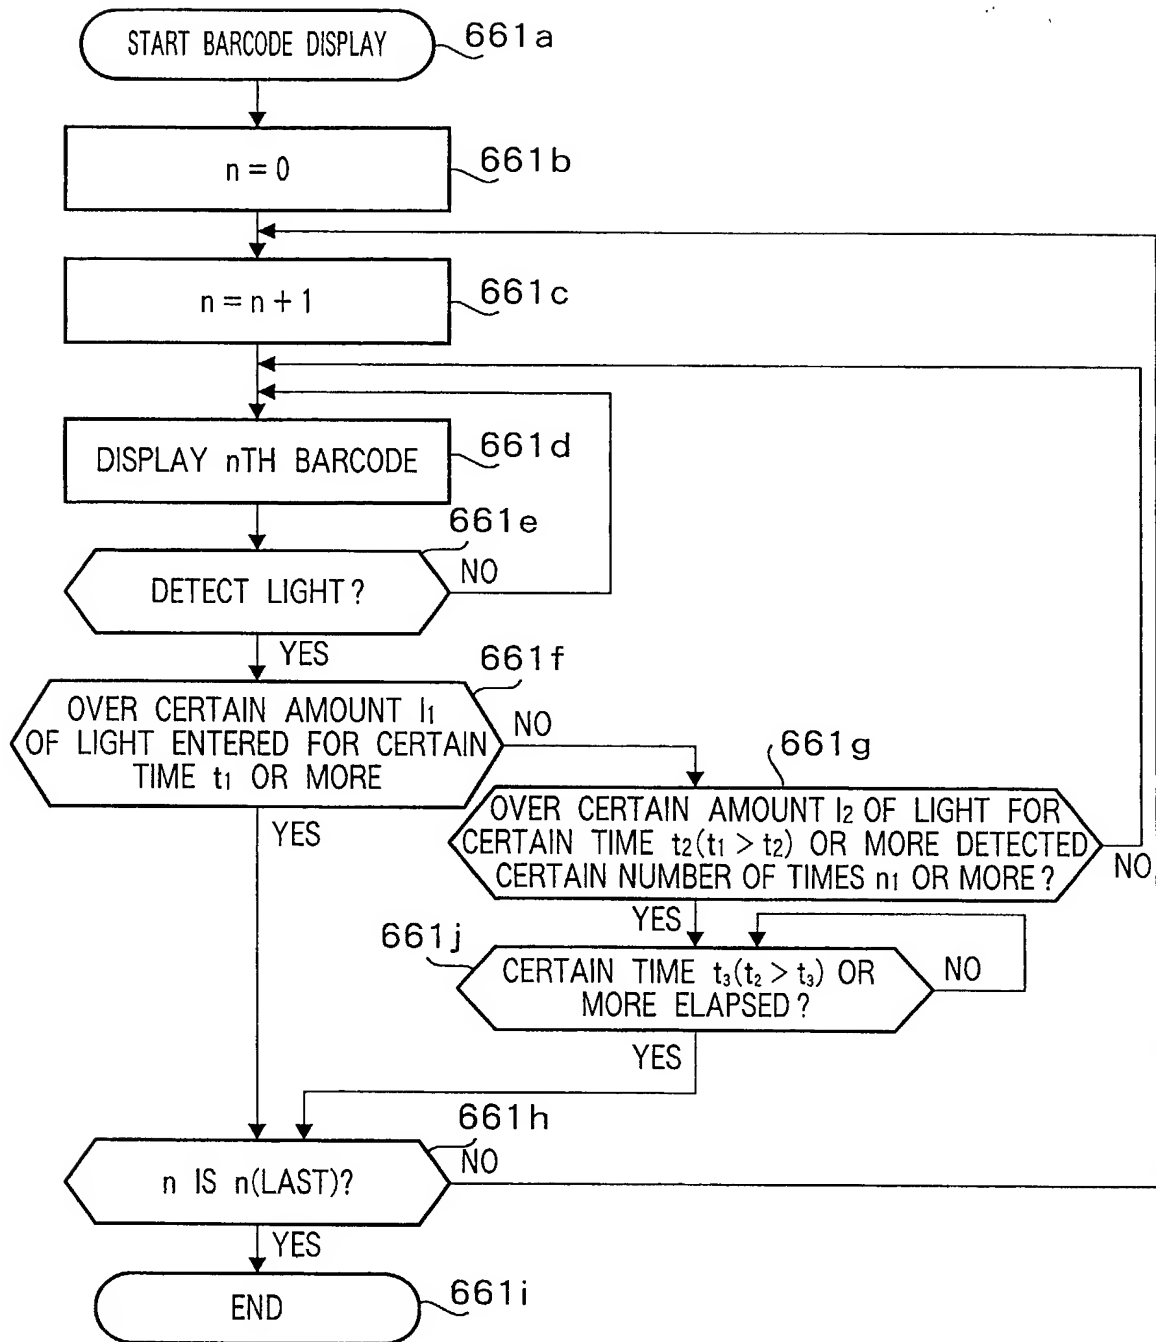 START BARCODE DISPLAY
661a
n = 0
661b
n = n + 1
661c
DISPLAY nTH BARCODE
661d
661e
DETECT LIGHT?
NO
YES
661f
OVER CERTAIN AMOUNT l1
OF LIGHT ENTERED FOR CERTAIN
TIME t1 OR MORE
NO
YES
661g
OVER CERTAIN AMOUNT l2 OF LIGHT FOR
CERTAIN TIME t2(t1 > t2) OR MORE DETECTED
CERTAIN NUMBER OF TIMES n1 OR MORE?
NO
YES
661j
CERTAIN TIME t3(t2 > t3) OR
MORE ELAPSED?
NO
YES
661h
n IS n(LAST)?
NO
YES
END
661i